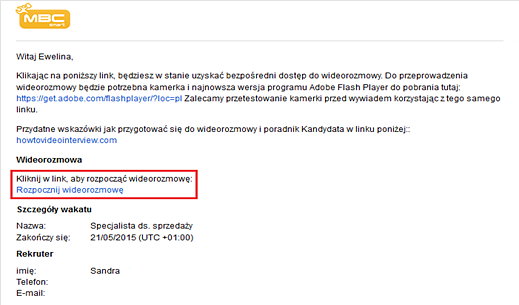 MBC
smart
Witaj Ewelina,
Klikając na poniższy link, będziesz w stanie uzyskać bezpośredni dostęp do wideorozmowy. Do przeprowadzenia
wideorozmowy będzie potrzebna kamerka i najnowsza wersja programu Adobe Flash Player do pobrania tutaj:
https://get.adobe.com/flashplayer/?loc=pl Zalecamy przetestowanie kamerki przed wywiadem korzystając z tego samego
linku.
Przydatne wskazówki jak przygotować się do wideorozmowy i poradnik Kandydata w linku poniżej::
howtovideointerview.com
Wideorozmowa
Kliknij w link, aby rozpocząć wideorozmowę:
Rozpocznij wideorozmowę
Szczegóły wakatu
Nazwa: Specjalista ds. sprzedaży
Zakończy się: 21/05/2015 (UTC +01:00)
Rekruter
imię: Sandra
Telefon:
E-mail: